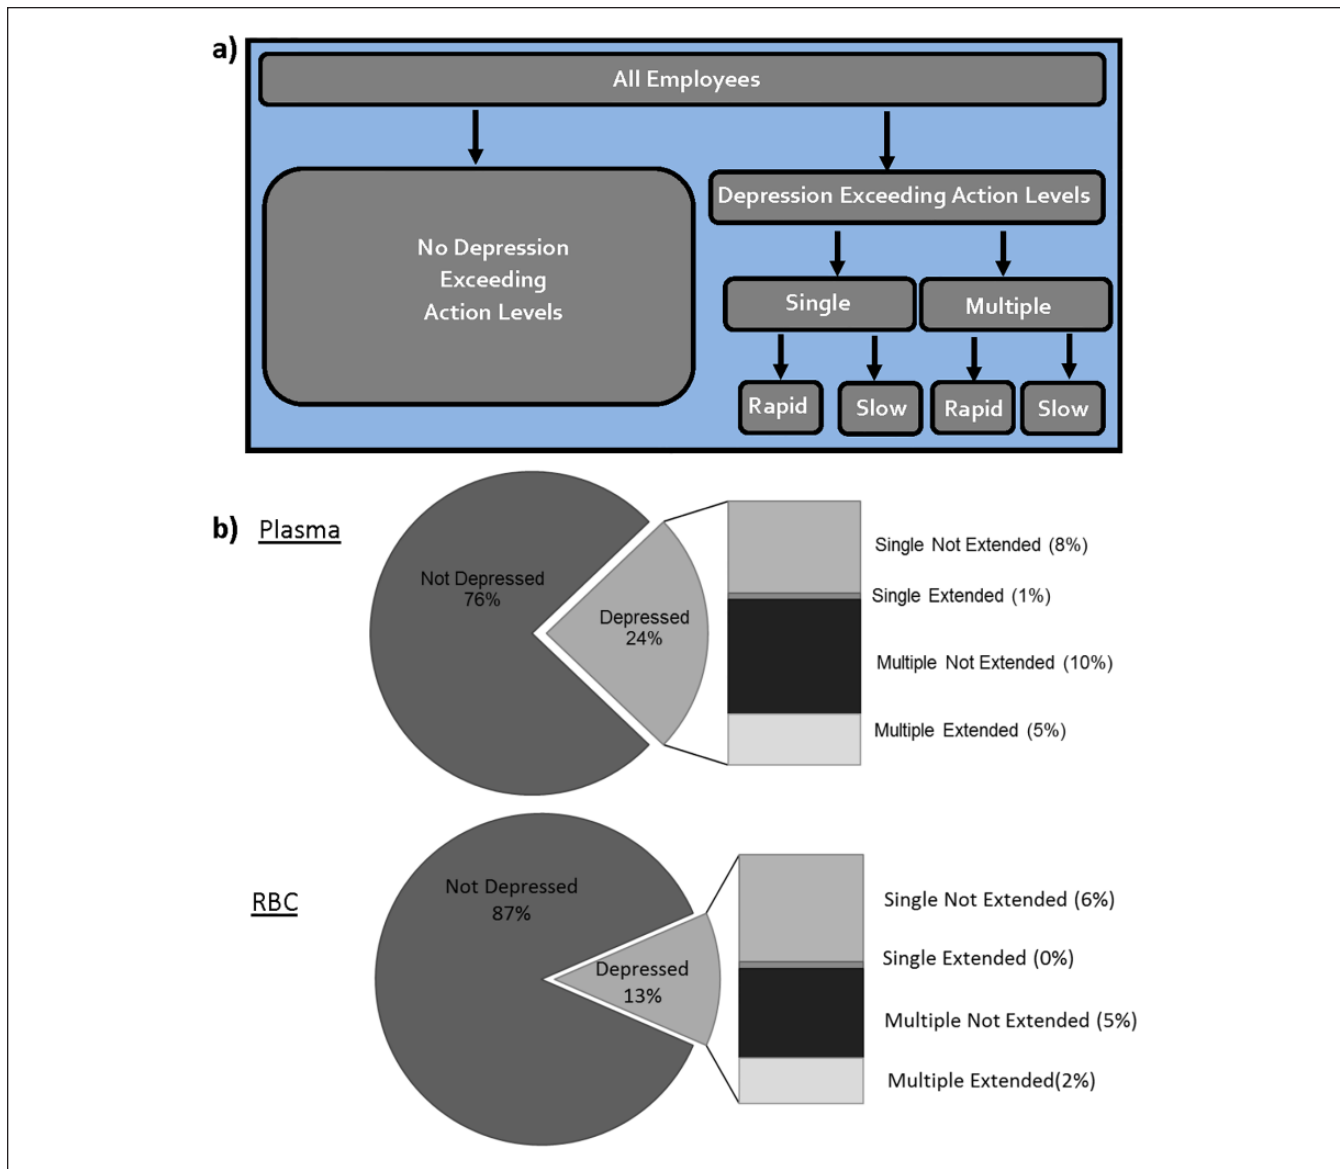 a)
All Employees
No Depression
Exceeding
Action Levels
Depression Exceeding Action Levels
Single
Multiple
Rapid
Slow
Rapid
Slow
b)
Plasma
Not Depressed
76%
Depressed
24%
Single Not Extended (8%)
Single Extended (1%)
Multiple Not Extended (10%)
Multiple Extended (5%)
RBC
Not Depressed
87%
Depressed
13%
Single Not Extended (6%)
Single Extended (0%)
Multiple Not Extended (5%)
Multiple Extended(2%)